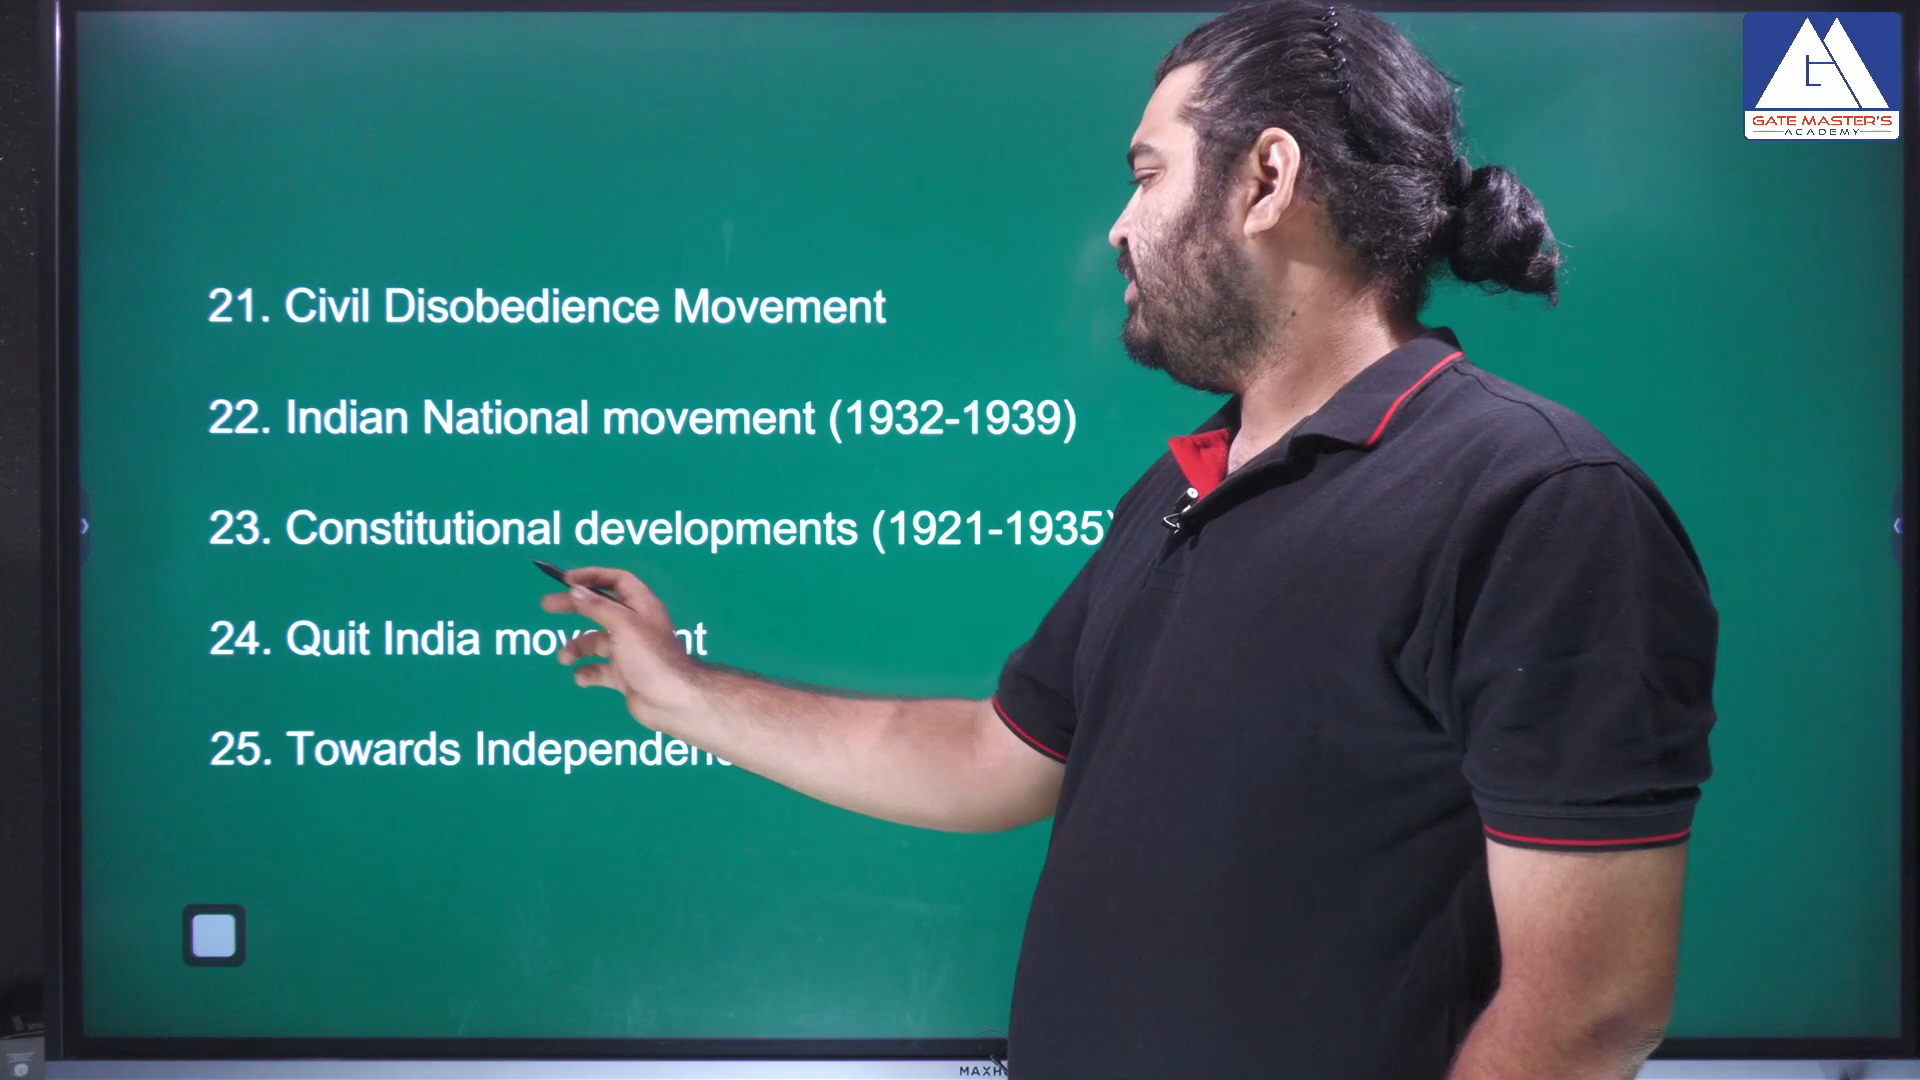 GATE MASTER'S
ACADEMY
21. Civil Disobedience Movement
22. Indian National movement (1932-1939)
23. Constitutional developments (1921-1935)
24. Quit India
25. Towards